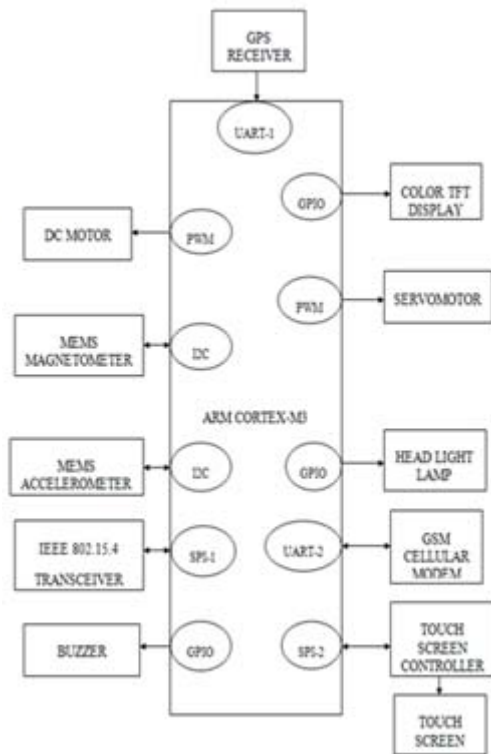 GPS
RECEIVER
UART-1
GPIO
COLOR TFT
DISPLAY
DC MOTOR
PWM
PWM
SERVOMOTOR
MEMS
MAGNETOMETER
I2C
ARM CORTEX-M3
MEMS
ACCELEROMETER
I2C
GPIO
HEAD LIGHT
LAMP
IEEE 802.15.4
TRANSCEIVER
SPI-1
UART-2
GSM
CELLULAR
MODEM
BUZZER
GPIO
SPI-2
TOUCH
SCREEN
CONTROLLER
TOUCH
SCREEN